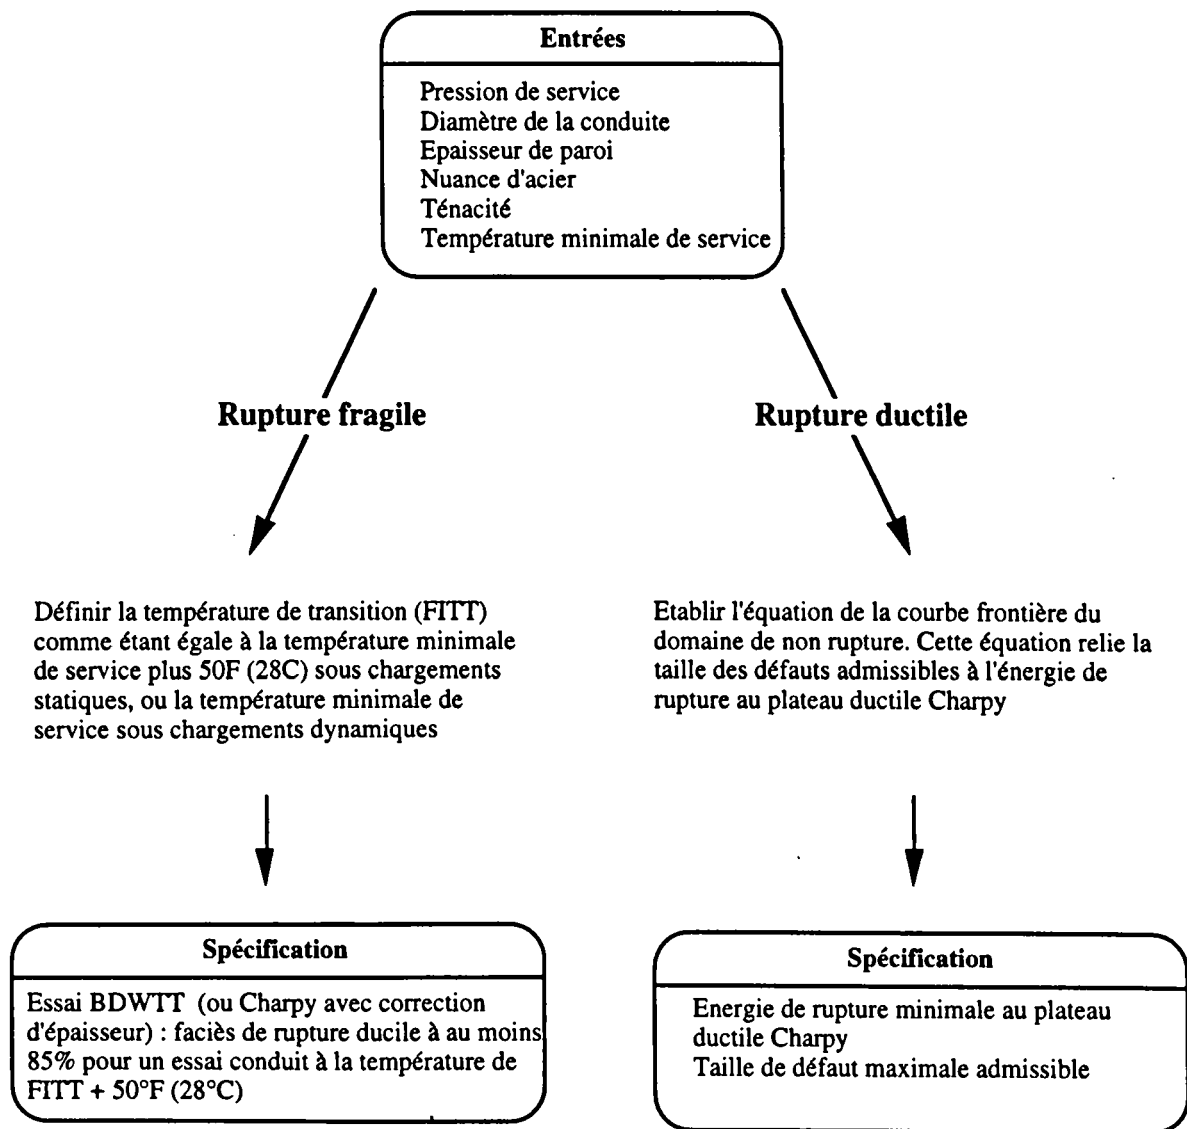 Entrées
Pression de service
Diamètre de la conduite
Epaisseur de paroi
Nuance d'acier
Ténacité
Température minimale de service
Rupture fragile
Rupture ductile
Définir la température de transition (FITT)
comme étant égale à la température minimale
de service plus 50F (28C) sous chargements
statiques, ou la température minimale de
service sous chargements dynamiques
Etablir l'équation de la courbe frontière du
domaine de non rupture. Cette équation relie la
taille des défauts admissibles à l'énergie de
rupture au plateau ductile Charpy
Spécification
Essai BDWTT (ou Charpy avec correction
d'épaisseur) : faciès de rupture ducile à au moins
85% pour un essai conduit à la température de
FITT + 50°F (28°C)
Spécification
Energie de rupture minimale au plateau
ductile Charpy
Taille de défaut maximale admissible